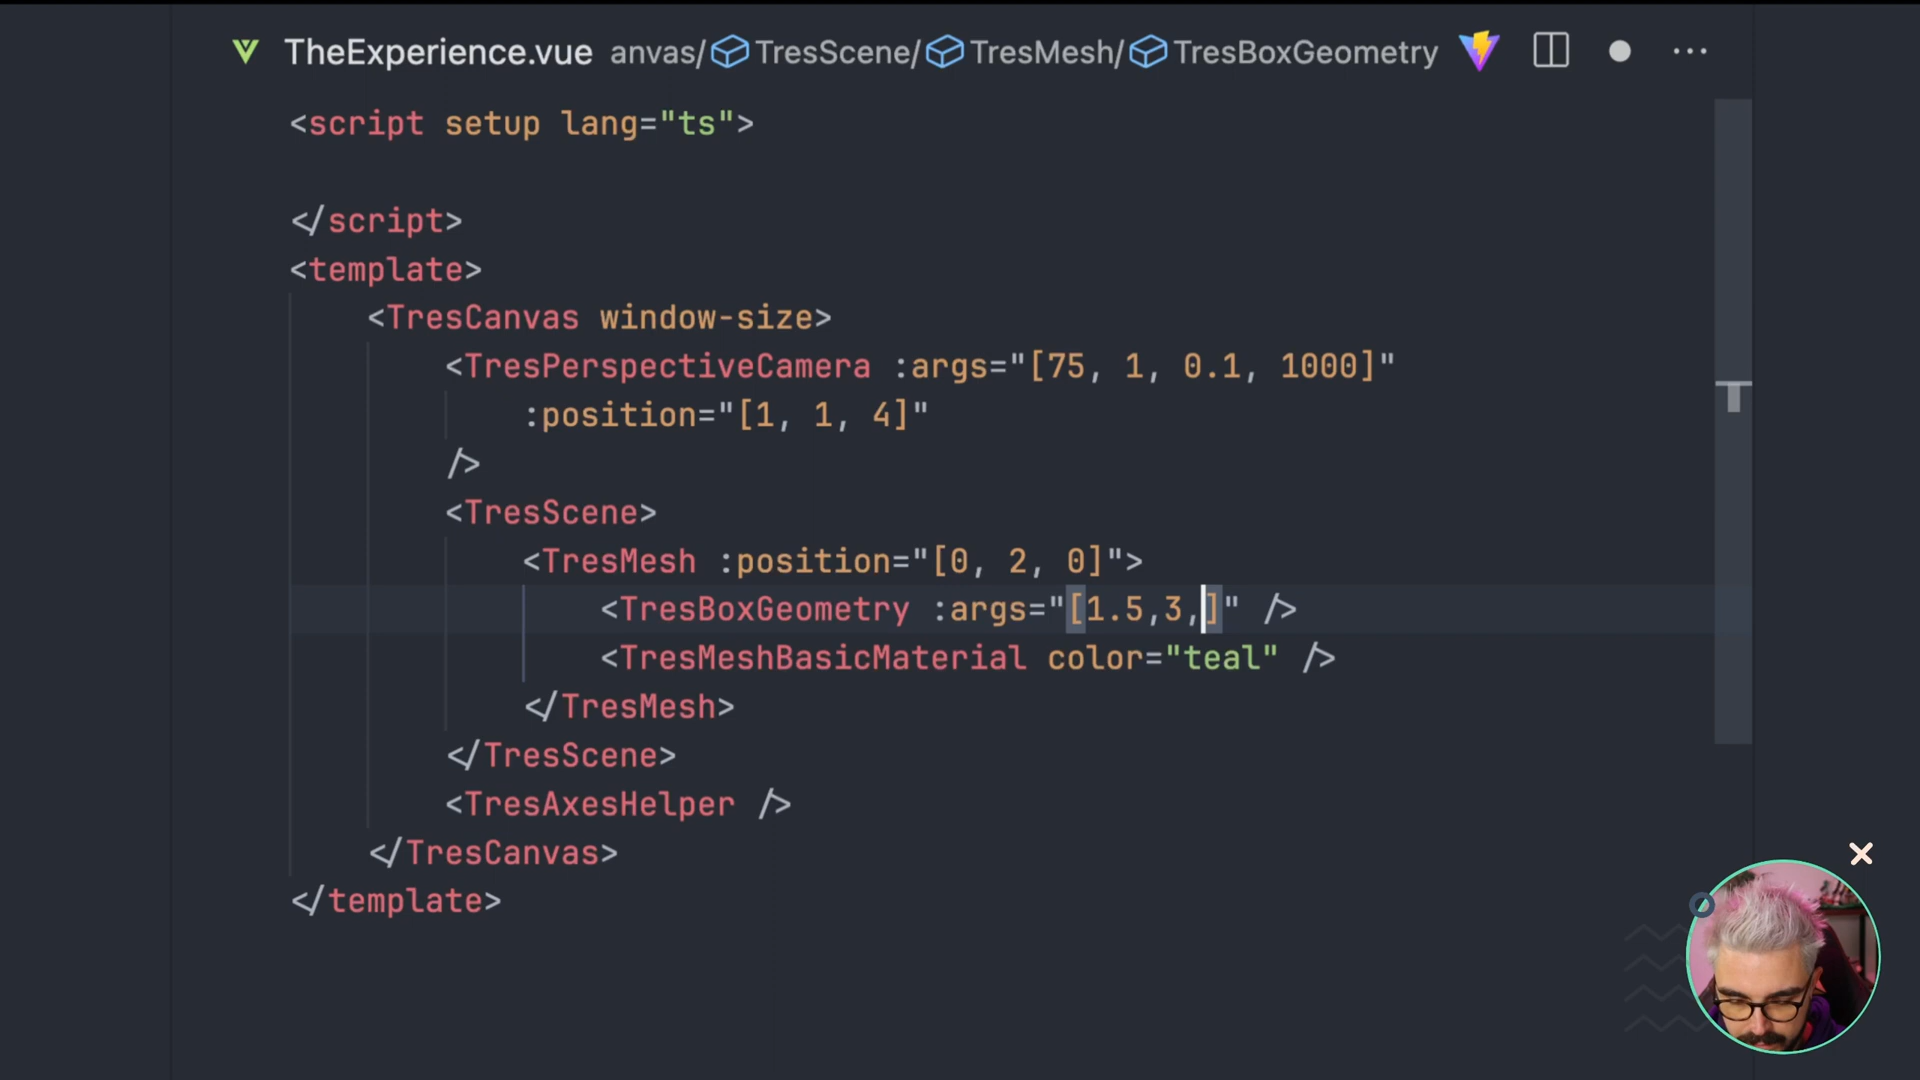 TheExperience.vue anvas/ TresScene/ TresMesh/ TresBoxGeometry ...
<script setup lang="ts">
</script>
<template>
<TresCanvas window-size>
<TresPerspectiveCamera :args="[75, 1, 0.1, 1000]"
:position="[1, 1, 4]"
/>
<TresScene>
<TresMesh :position="[0, 2, 0]">
<TresBoxGeometry :args="[1.5,3,]" />
<TresMeshBasicMaterial color="teal" />
</TresMesh>
</TresScene>
<TresAxesHelper />
</TresCanvas>
</template>